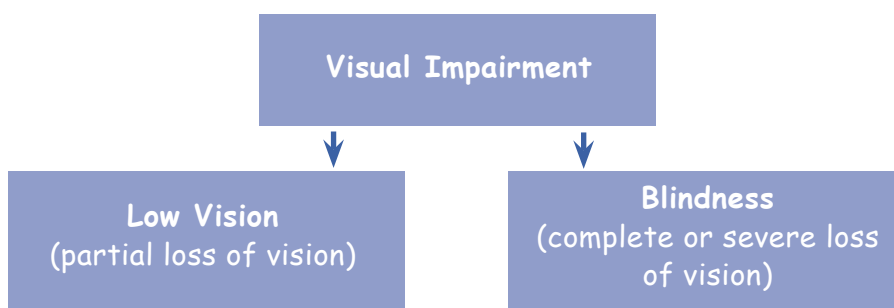 Visual Impairment
Low Vision
(partial loss of vision)
Blindness
(complete or severe loss
of vision)